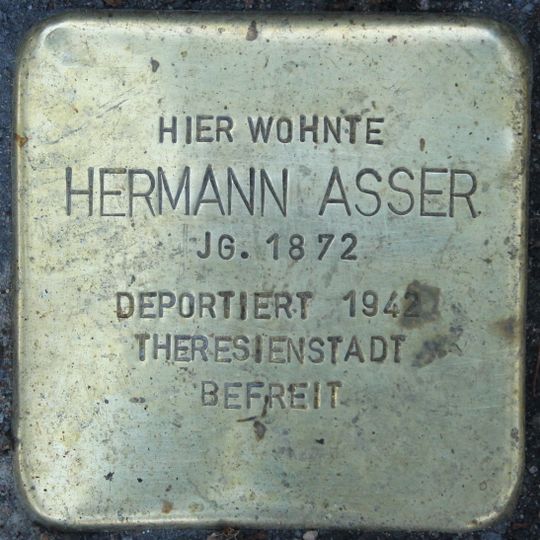 HIER WOHNTE
HERMANN ASSER
JG. 1872
DEPORTIERT 1942
THERESIENSTADT
BEFREIT